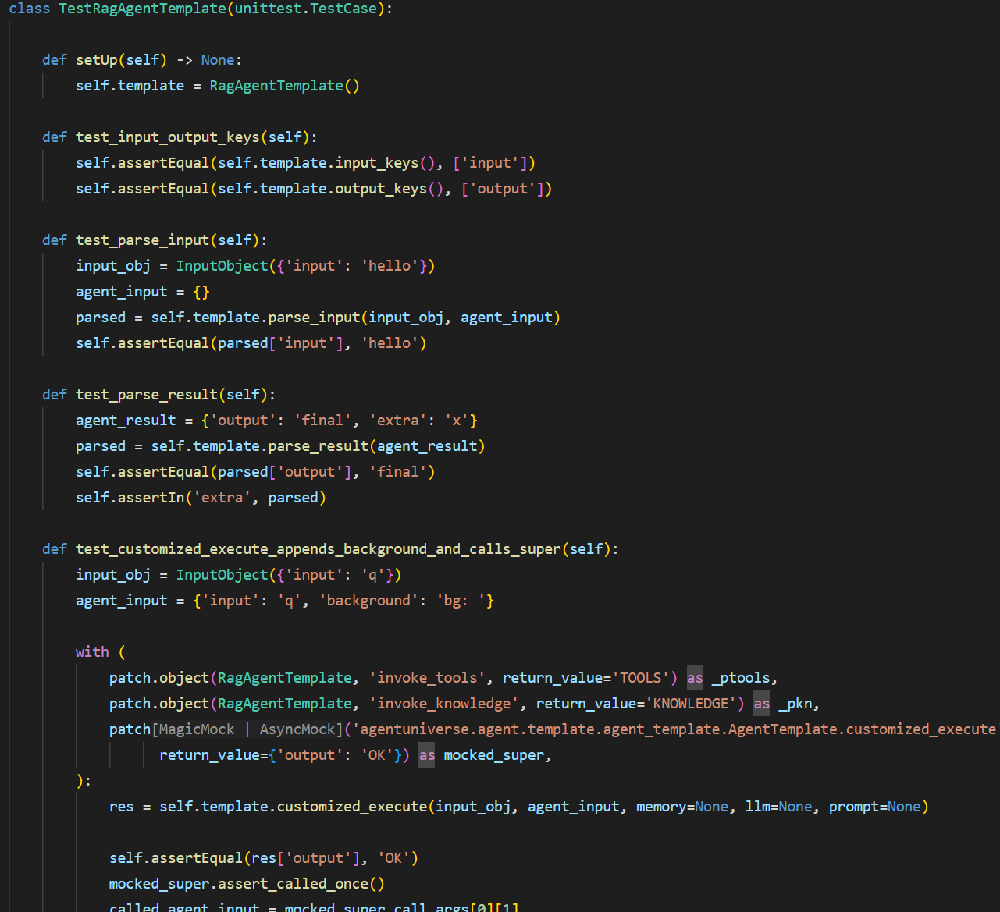 class TestRagAgentTemplate(unittest.TestCase):
def setUp(self) -> None:
self.template = RagAgentTemplate()
def test_input_output_keys(self):
self.assertEqual(self.template.input_keys(), ['input'])
self.assertEqual(self.template.output_keys(), ['output'])
def test_parse_input(self):
input_obj = InputObject({'input': 'hello'})
agent_input = {}
parsed = self.template.parse_input(input_obj, agent_input)
self.assertEqual(parsed['input'], 'hello')
def test_parse_result(self):
agent_result = {'output': 'final', 'extra': 'x'}
parsed = self.template.parse_result(agent_result)
self.assertEqual(parsed['output'], 'final')
self.assertIn('extra', parsed)
def test_customized_execute_appends_background_and_calls_super(self):
input_obj = InputObject({'input': 'q'})
agent_input = {'input': 'q', 'background': 'bg: '}
with (
patch.object(RagAgentTemplate, 'invoke_tools', return_value='TOOLS') as _ptools,
patch.object(RagAgentTemplate, 'invoke_knowledge', return_value='KNOWLEDGE') as _pkn,
patch[MagicMock | AsyncMock]('agentuniverse.agent.template.agent_template.AgentTemplate.customized_execute
return_value={'output': 'OK'}) as mocked_super,
):
res = self.template.customized_execute(input_obj, agent_input, memory=None, llm=None, prompt=None)
self.assertEqual(res['output'], 'OK')
mocked_super.assert_called_once()
called_agent_input = mocked_super.call_args[0][1]